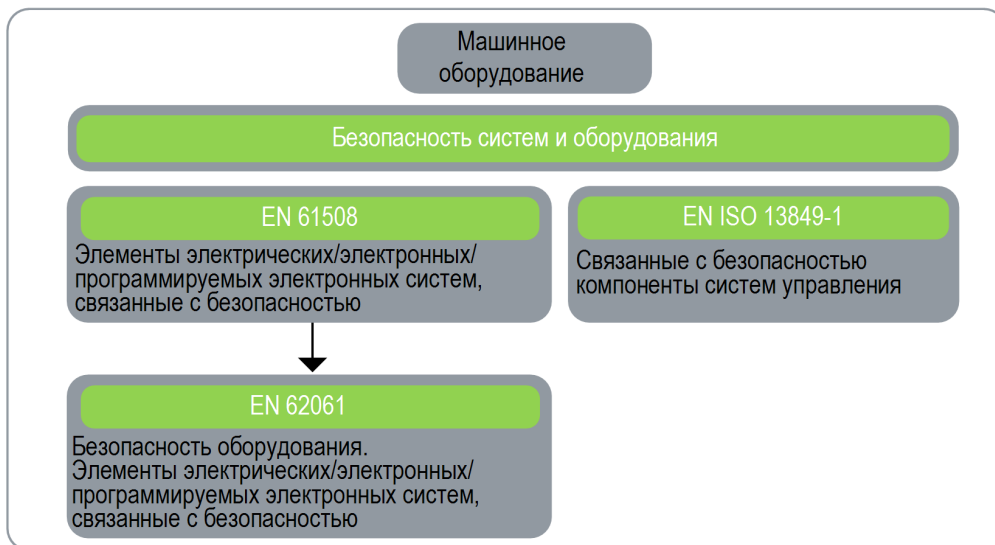 Машинное
оборудование
Безопасность систем и оборудования
EN 61508
Элементы электрических/электронных/
программируемых электронных систем,
связанные с безопасностью
EN ISO 13849-1
Связанные с безопасностью
компоненты систем управления
EN 62061
Безопасность оборудования.
Элементы электрических/электронных/
программируемых электронных систем,
связанные с безопасностью